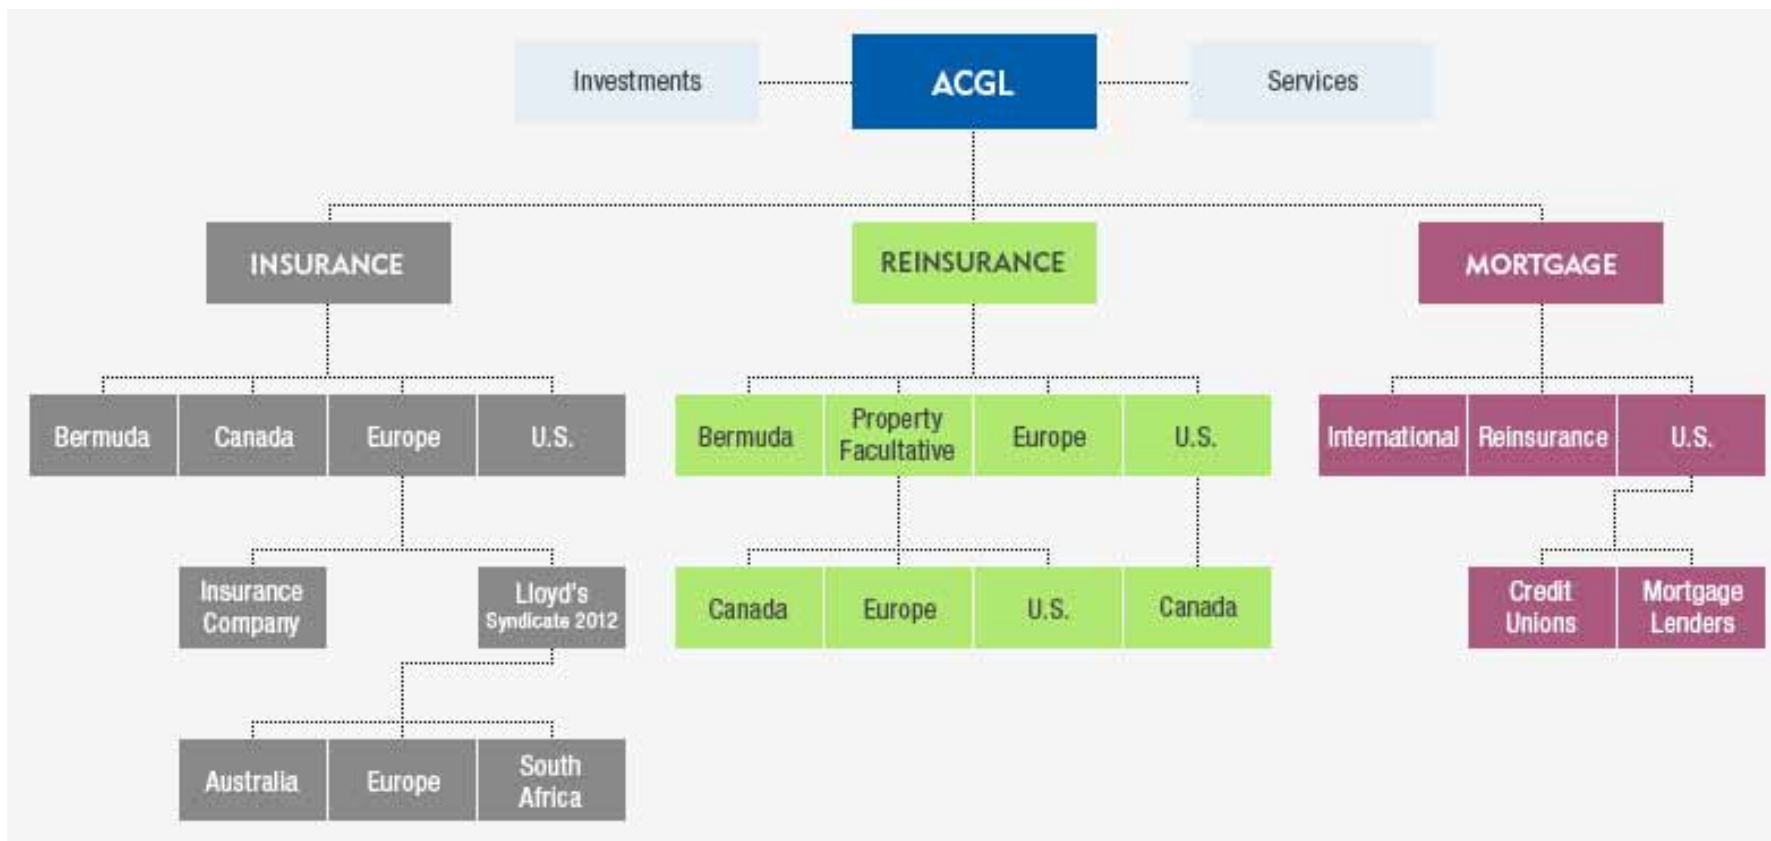 Investments
ACGL
Services
INSURANCE
REINSURANCE
MORTGAGE
Bermuda
Canada
Europe
U.S.
Bermuda
Property
Facultative
Europe
U.S.
International
Reinsurance
U.S.
Insurance
Company
Lloyd's
Syndicate 2012
Canada
Europe
U.S.
Canada
Credit
Unions
Mortgage
Lenders
Australia
Europe
South
Africa